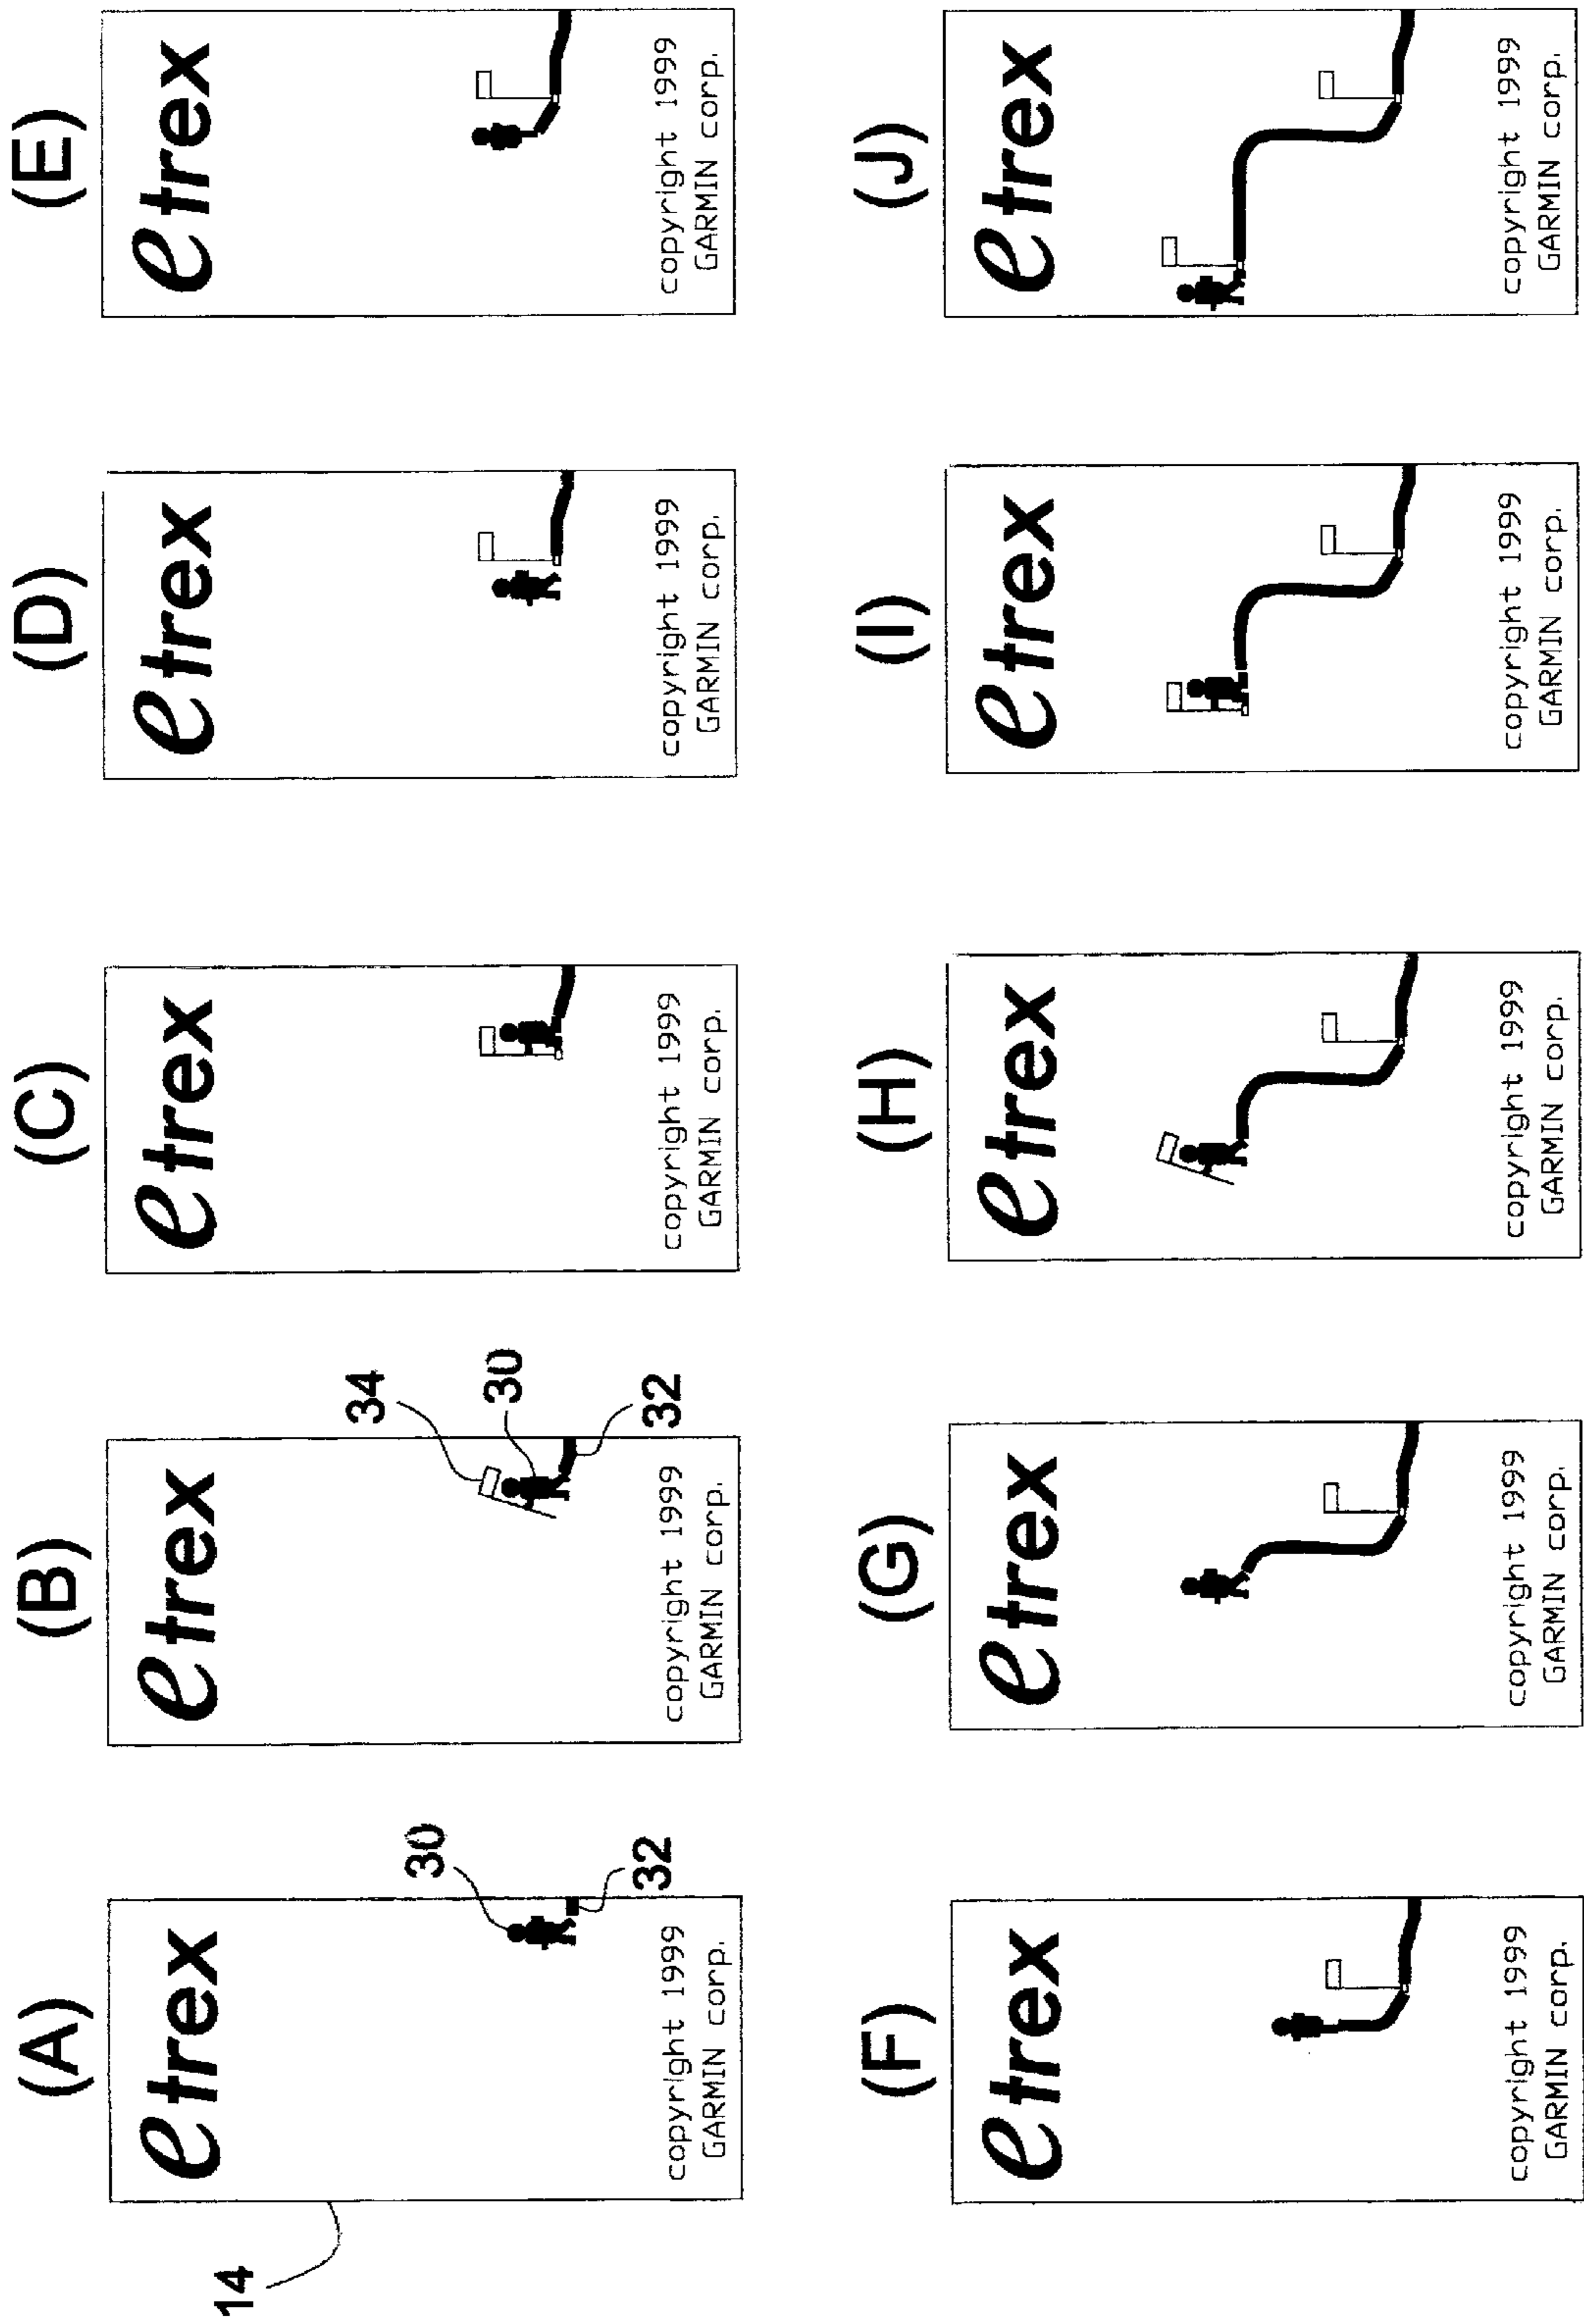 (A)
etrex
30
32
copyright 1999
GARMIN corp.
14
(B)
etrex
34
30
32
copyright 1999
GARMIN corp.
(C)
etrex
copyright 1999
GARMIN corp.
(D)
etrex
copyright 1999
GARMIN corp.
(E)
etrex
copyright 1999
GARMIN corp.
(F)
etrex
copyright 1999
GARMIN corp.
(G)
etrex
copyright 1999
GARMIN corp.
(H)
etrex
copyright 1999
GARMIN corp.
(I)
etrex
copyright 1999
GARMIN corp.
(J)
etrex
copyright 1999
GARMIN corp.